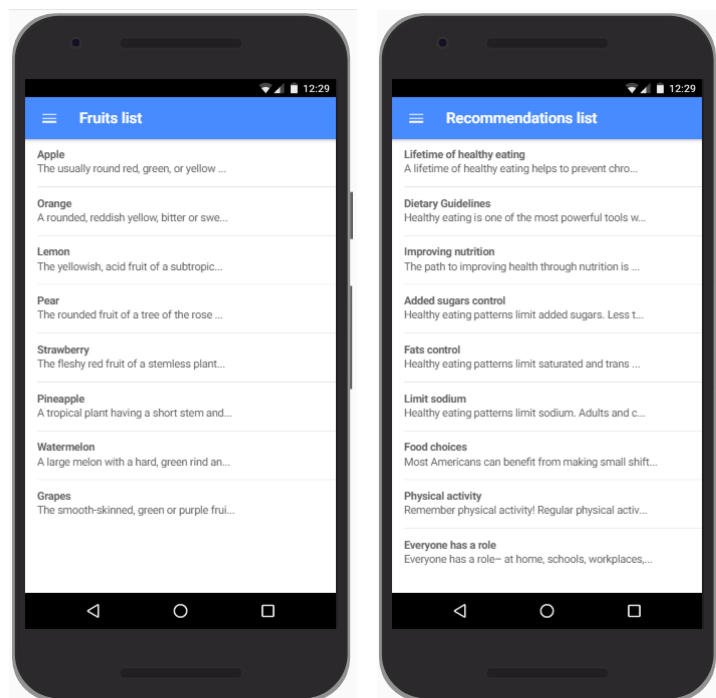 12:29
Fruits list
Apple
The usually round red, green, or yellow ...
Orange
A rounded, reddish yellow, bitter or swe...
Lemon
The yellowish, acid fruit of a subtropic...
Pear
The rounded fruit of a tree of the rose ...
Strawberry
The fleshy red fruit of a stemless plant...
Pineapple
A tropical plant having a short stem and...
Watermelon
A large melon with a hard, green rind an...
Grapes
The smooth-skinned, green or purple frui...
12:29
Recommendations list
Lifetime of healthy eating
A lifetime of healthy eating helps to prevent chro...
Dietary Guidelines
Healthy eating is one of the most powerful tools w...
Improving nutrition
The path to improving health through nutrition is ...
Added sugars control
Healthy eating patterns limit added sugars. Less t...
Fats control
Healthy eating patterns limit saturated and trans ...
Limit sodium
Healthy eating patterns limit sodium. Adults and c...
Food choices
Most Americans can benefit from making small shift...
Physical activity
Remember physical activity! Regular physical activ...
Everyone has a role
Everyone has a role– at home, schools, workplaces,...